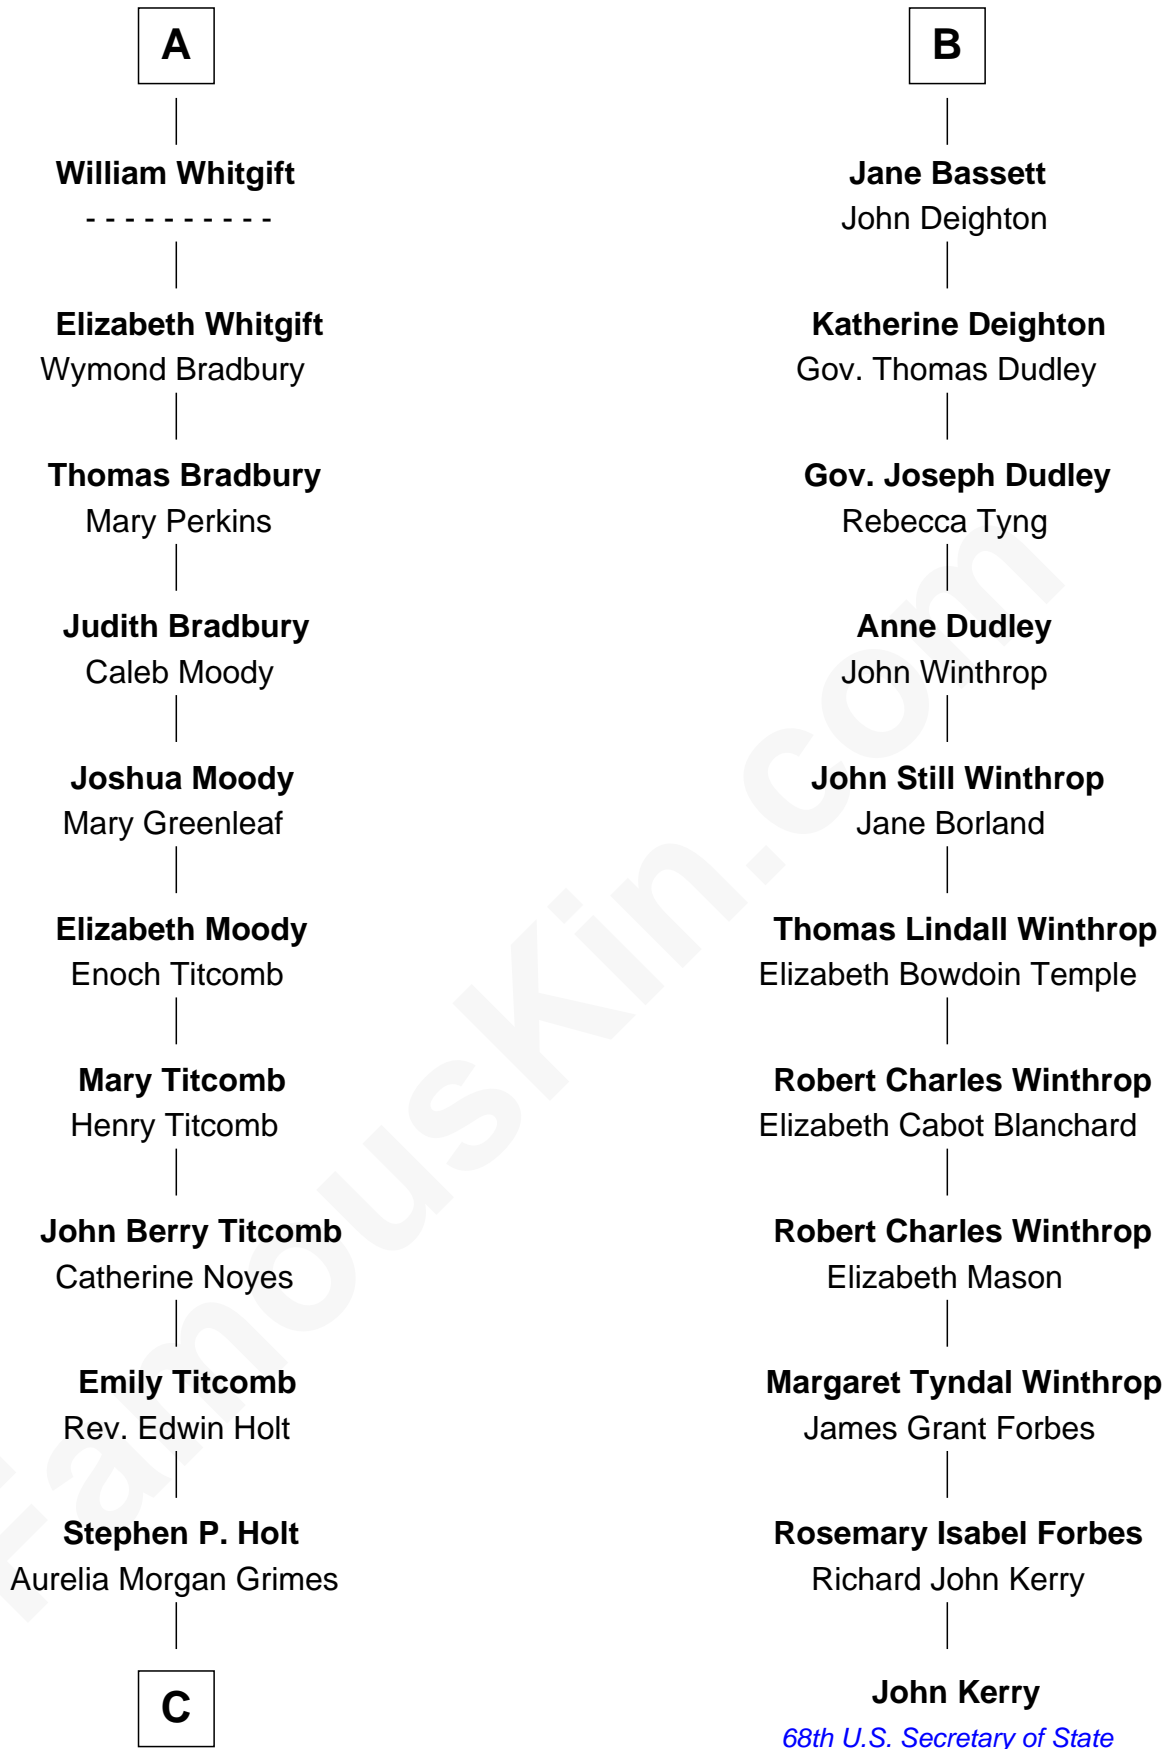 A
William Whitgift
- - - - - - - - - -
Elizabeth Whitgift
Wymond Bradbury
Thomas Bradbury
Mary Perkins
Judith Bradbury
Caleb Moody
Joshua Moody
Mary Greenleaf
Elizabeth Moody
Enoch Titcomb
Mary Titcomb
Henry Titcomb
John Berry Titcomb
Catherine Noyes
Emily Titcomb
Rev. Edwin Holt
Stephen P. Holt
Aurelia Morgan Grimes
C
B
Jane Bassett
John Deighton
Katherine Deighton
Gov. Thomas Dudley
Gov. Joseph Dudley
Rebecca Tyng
Anne Dudley
John Winthrop
John Still Winthrop
Jane Borland
Thomas Lindall Winthrop
Elizabeth Bowdoin Temple
Robert Charles Winthrop
Elizabeth Cabot Blanchard
Robert Charles Winthrop
Elizabeth Mason
Margaret Tyndal Winthrop
James Grant Forbes
Rosemary Isabel Forbes
Richard John Kerry
John Kerry
68th U.S. Secretary of State
FamousKin.com